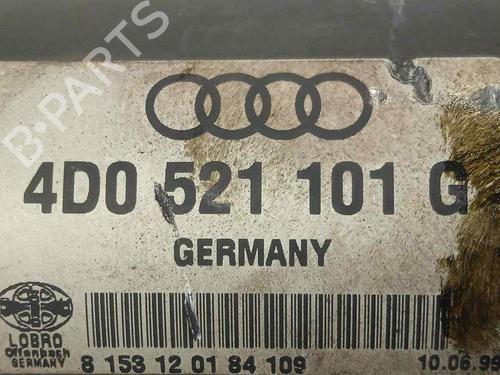 B-PARTS
4D0 521 101 G
GERMANY
LOBRO
Offenbach
GERMANY
8 153 12 01 84 109
10.06.99